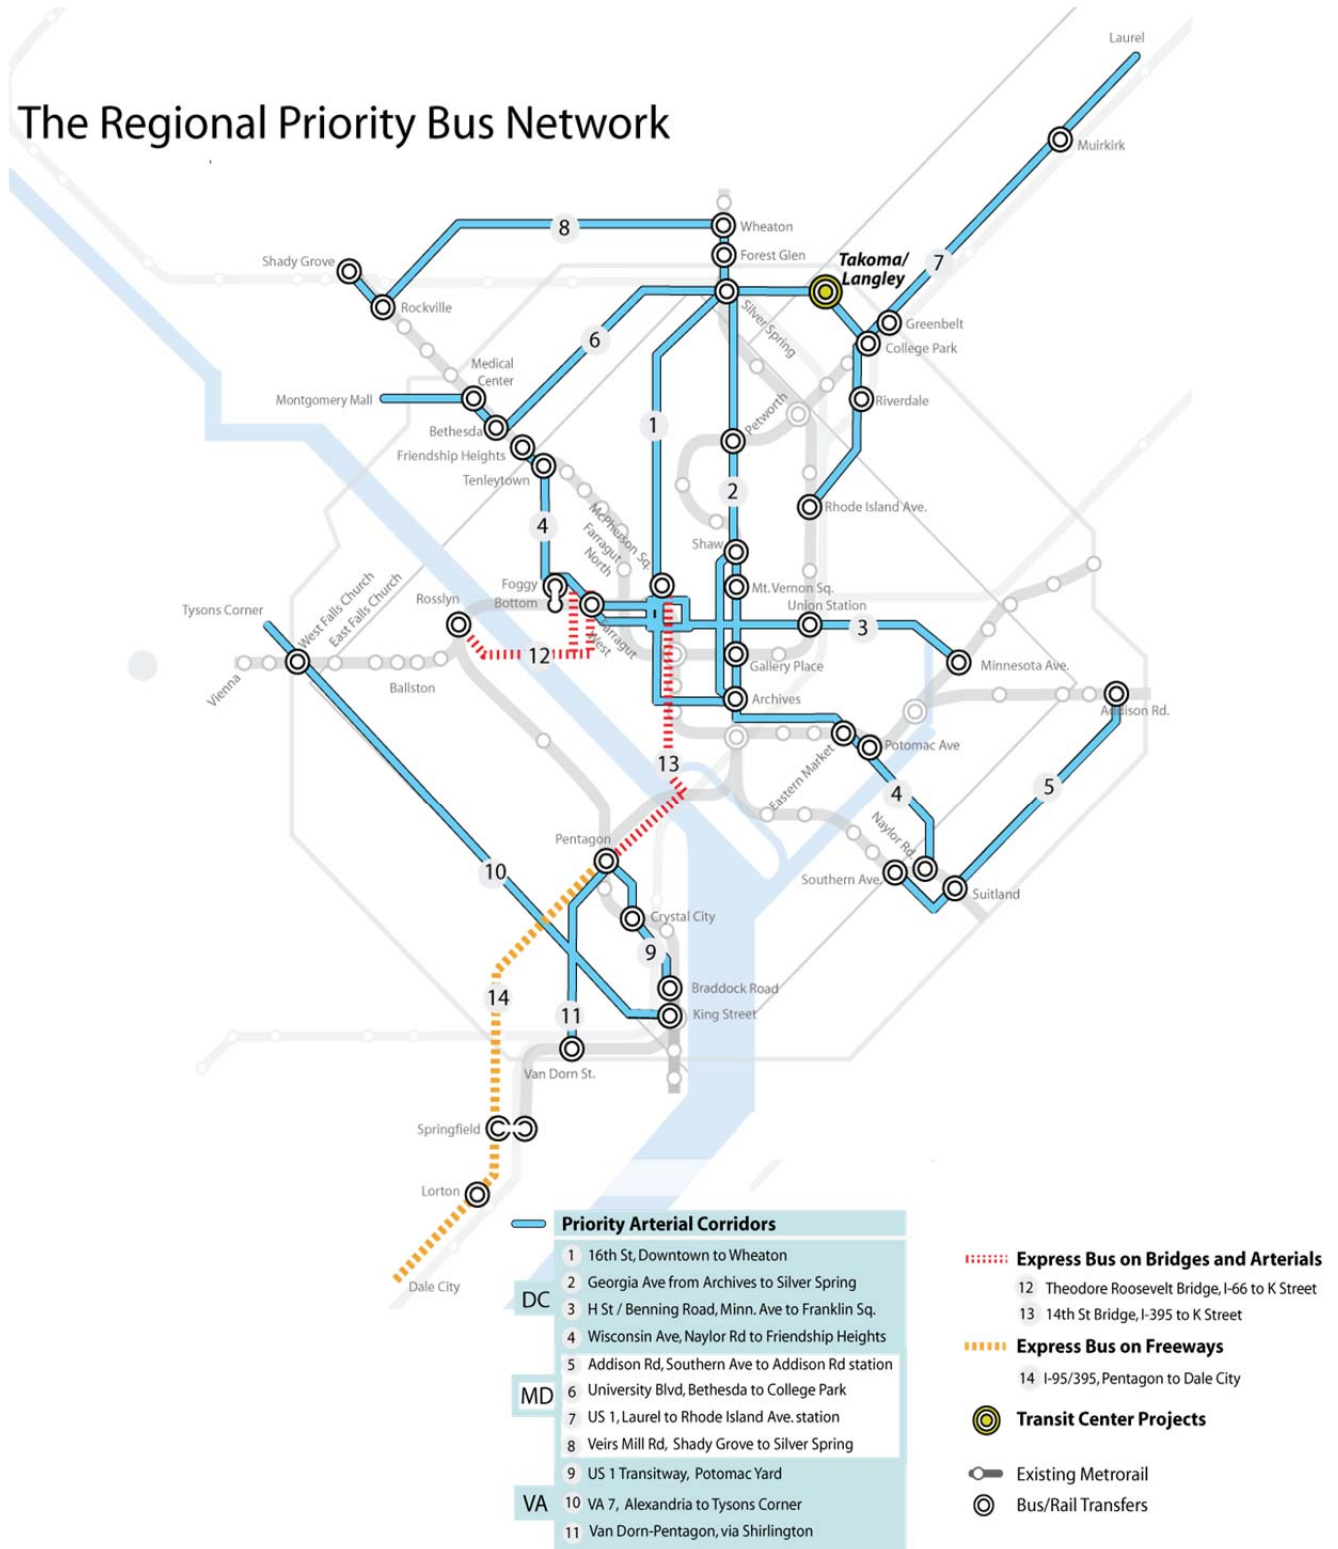 The Regional Priority Bus Network
Laurel
Muirkirk
7
8
Wheaton
Forest Glen
Shady Grove
Rockville
Takoma/
Langley
Silver Spring
Greenbelt
College Park
6
Medical
Center
Montgomery Mall
Bethesda
Friendship Heights
Tenleytown
1
Petworth
Riverdale
2
Rhode Island Ave.
4
McPherson Sq.
Farragut
North
Shaw
Foggy
Bottom
Mt. Vernon Sq.
Union Station
3
Rosslyn
Tysons Corner
West Falls Church
East Falls Church
Farragut
West
12
Gallery Place
Minnesota Ave.
Vienna
Ballston
Archives
Addison Rd.
Eastern Market
Potomac Ave
13
4
5
Naylor Rd.
Pentagon
10
Southern Ave.
Suitland
Crystal City
9
Braddock Road
14
11
King Street
Van Dorn St.
Springfield
Lorton
Dale City
Priority Arterial Corridors
DC
1 16th St, Downtown to Wheaton
2 Georgia Ave from Archives to Silver Spring
3 H St / Benning Road, Minn. Ave to Franklin Sq.
4 Wisconsin Ave, Naylor Rd to Friendship Heights
MD
5 Addison Rd, Southern Ave to Addison Rd station
6 University Blvd, Bethesda to College Park
7 US 1, Laurel to Rhode Island Ave. station
8 Veirs Mill Rd, Shady Grove to Silver Spring
VA
9 US 1 Transitway, Potomac Yard
10 VA 7, Alexandria to Tysons Corner
11 Van Dorn-Pentagon, via Shirlington
Express Bus on Bridges and Arterials
12 Theodore Roosevelt Bridge, I-66 to K Street
13 14th St Bridge, I-395 to K Street
Express Bus on Freeways
14 I-95/395, Pentagon to Dale City
Transit Center Projects
Existing Metrorail
Bus/Rail Transfers